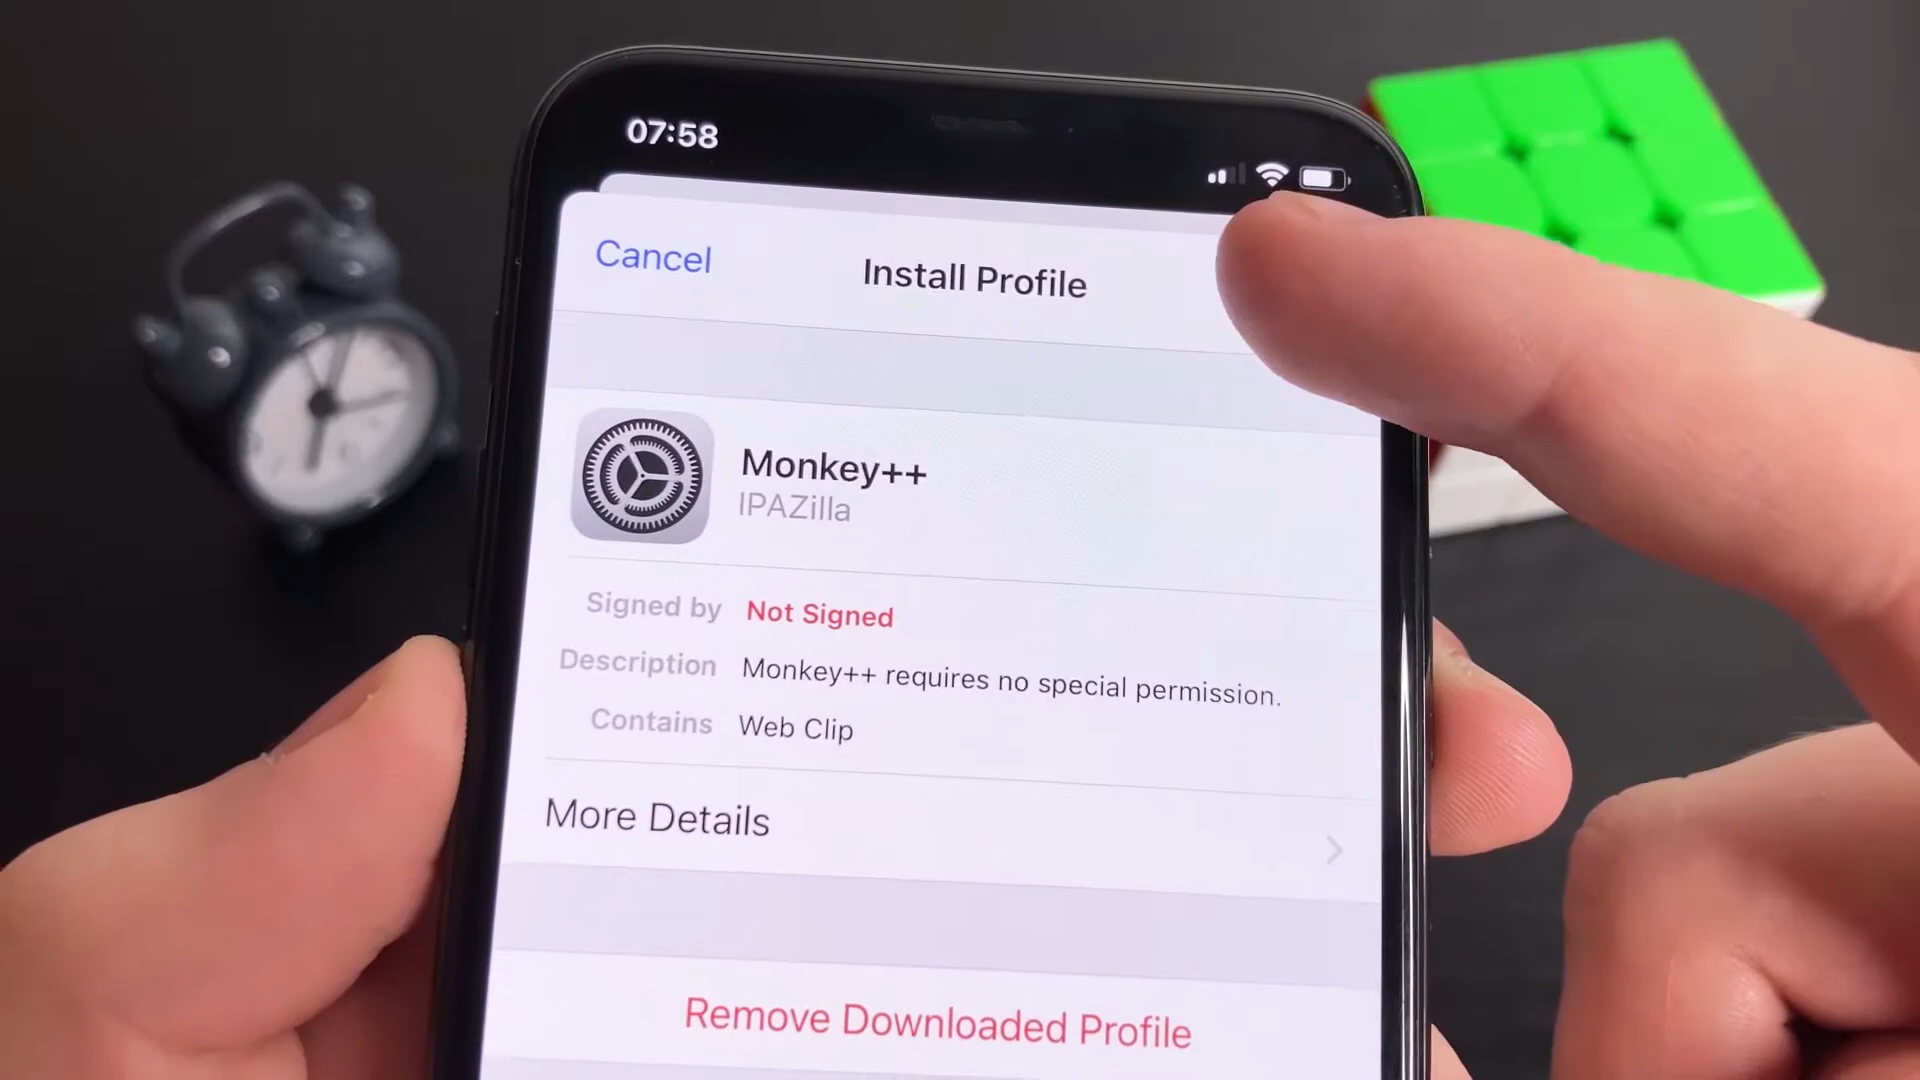 07:58
Cancel
Install Profile
Monkey++
IPAZilla
Signed by Not Signed
Description Monkey++ requires no special permission.
Contains Web Clip
More Details
Remove Downloaded Profile